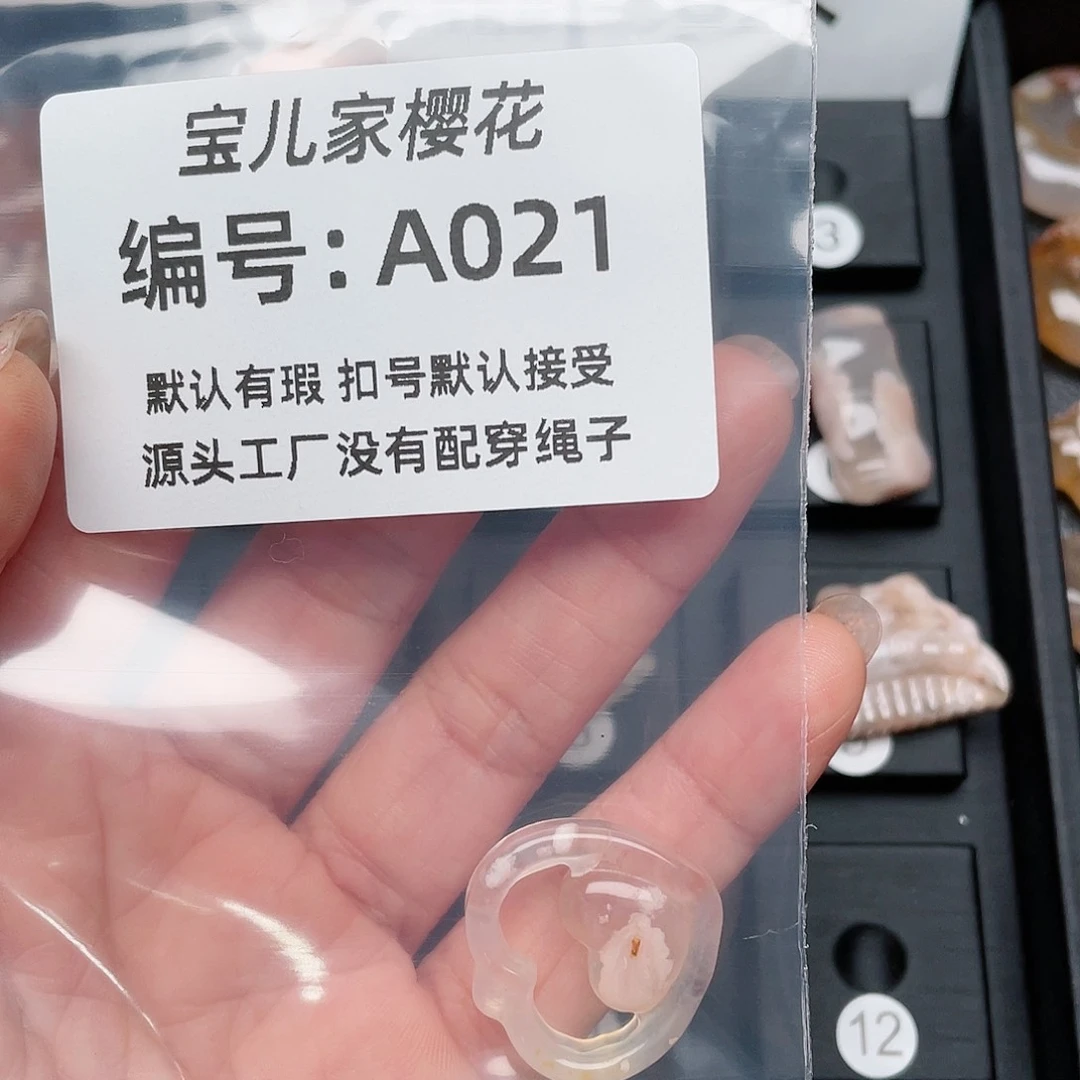 宝儿家樱花
编号：A021
默认有瑕 扣号默认接受
源头工厂没有配穿绳子
3
12